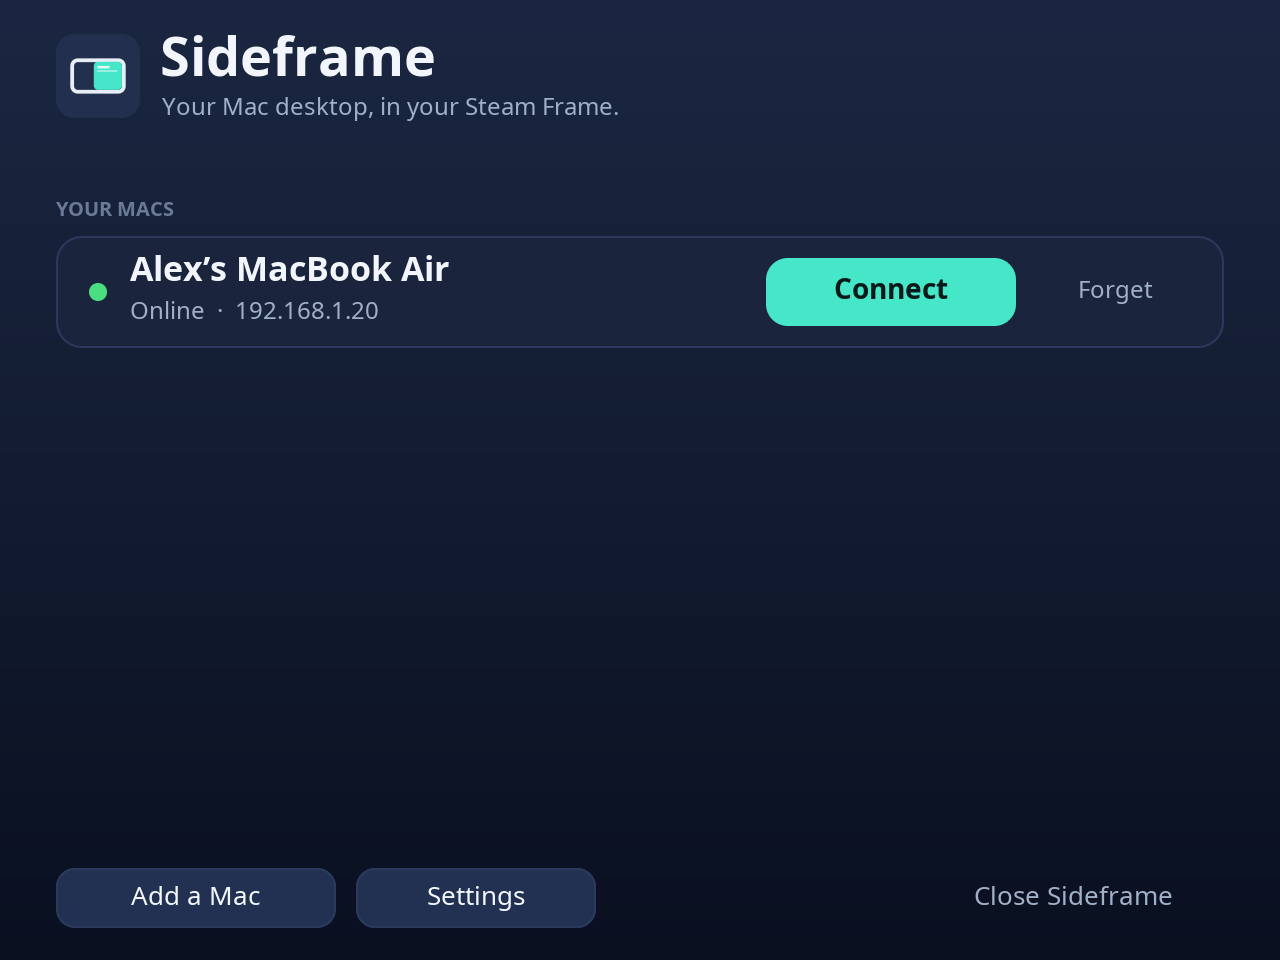 Sideframe
Your Mac desktop, in your Steam Frame.
YOUR MACS
Alex’s MacBook Air
Online · 192.168.1.20
Connect
Forget
Add a Mac
Settings
Close Sideframe